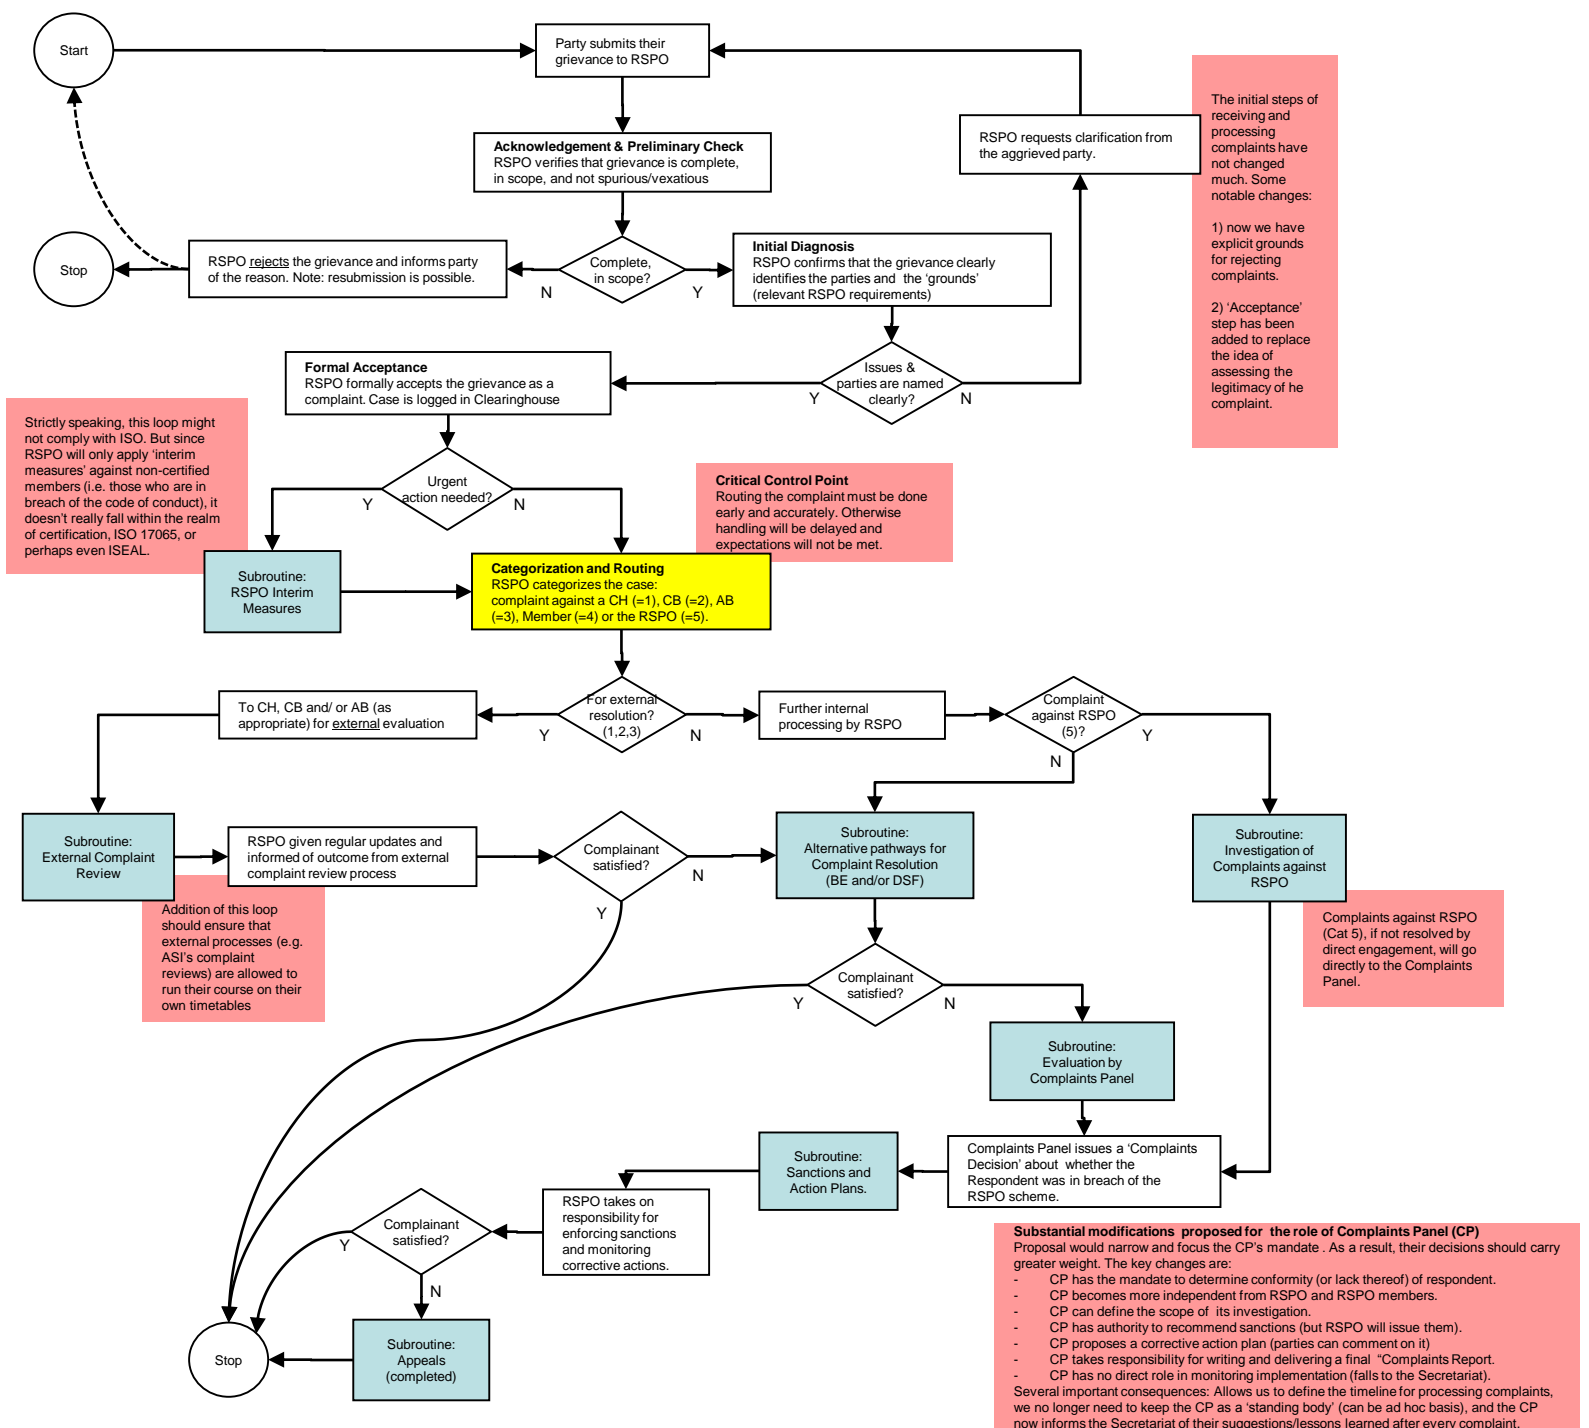 Start
Party submits their
grievance to RSPO
The initial steps of
receiving and
processing
complaints have
not changed
much. Some
notable changes:
1) now we have
explicit grounds
for rejecting
complaints.
2) ‘Acceptance’
step has been
added to replace
the idea of
assessing the
legitimacy of he
complaint.
RSPO requests clarification from
the aggrieved party.
Acknowledgement & Preliminary Check
RSPO verifies that grievance is complete,
in scope, and not spurious/vexatious
Stop
RSPO rejects the grievance and informs party
of the reason. Note: resubmission is possible.
N
Complete,
in scope?
Y
Initial Diagnosis
RSPO confirms that the grievance clearly
identifies the parties and the ‘grounds’
(relevant RSPO requirements)
Formal Acceptance
RSPO formally accepts the grievance as a
complaint. Case is logged in Clearinghouse
Y
Issues &
parties are named
clearly?
N
Strictly speaking, this loop might
not comply with ISO. But since
RSPO will only apply ‘interim
measures’ against non-certified
members (i.e. those who are in
breach of the code of conduct), it
doesn’t really fall within the realm
of certification, ISO 17065, or
perhaps even ISEAL.
Y
Urgent
action needed?
N
Critical Control Point
Routing the complaint must be done
early and accurately. Otherwise
handling will be delayed and
expectations will not be met.
Subroutine:
RSPO Interim
Measures
Categorization and Routing
RSPO categorizes the case:
complaint against a CH (=1), CB (=2), AB
(=3), Member (=4) or the RSPO (=5).
To CH, CB and/ or AB (as
appropriate) for external evaluation
Y
For external
resolution?
(1,2,3)
N
Further internal
processing by RSPO
Complaint
against RSPO
(5)?
Y
N
Subroutine:
External Complaint
Review
RSPO given regular updates and
informed of outcome from external
complaint review process
Complainant
satisfied?
N
Y
Subroutine:
Alternative pathways for
Complaint Resolution
(BE and/or DSF)
Subroutine:
Investigation of
Complaints against
RSPO
Addition of this loop
should ensure that
external processes (e.g.
ASI’s complaint
reviews) are allowed to
run their course on their
own timetables
Complaints against RSPO
(Cat 5), if not resolved by
direct engagement, will go
directly to the Complaints
Panel.
Complainant
satisfied?
Y
N
Subroutine:
Evaluation by
Complaints Panel
Complaints Panel issues a ‘Complaints
Decision’ about whether the
Respondent was in breach of the
RSPO scheme.
Subroutine:
Sanctions and
Action Plans.
RSPO takes on
responsibility for
enforcing sanctions
and monitoring
corrective actions.
Complainant
satisfied?
Y
N
Stop
Subroutine:
Appeals
(completed)
Substantial modifications proposed for the role of Complaints Panel (CP)
Proposal would narrow and focus the CP’s mandate . As a result, their decisions should carry
greater weight. The key changes are:
- CP has the mandate to determine conformity (or lack thereof) of respondent.
- CP becomes more independent from RSPO and RSPO members.
- CP can define the scope of its investigation.
- CP has authority to recommend sanctions (but RSPO will issue them).
- CP proposes a corrective action plan (parties can comment on it)
- CP takes responsibility for writing and delivering a final “Complaints Report.
- CP has no direct role in monitoring implementation (falls to the Secretariat).
Several important consequences: Allows us to define the timeline for processing complaints,
we no longer need to keep the CP as a ‘standing body’ (can be ad hoc basis), and the CP
now informs the Secretariat of their suggestions/lessons learned after every complaint.